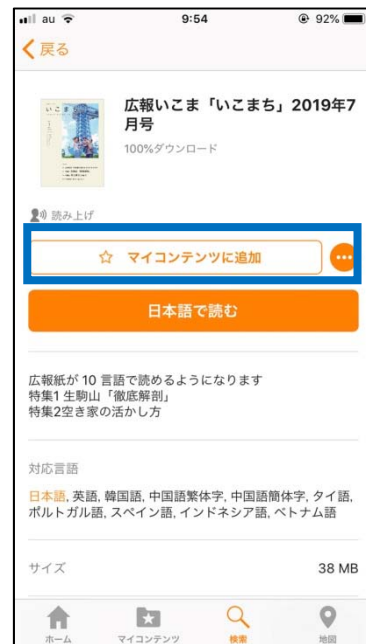 au 9:54 92%
戻る
いこま
広報いこま「いこまち」2019年7
月号
100%ダウンロード
読み上げ
☆ マイコンテンツに追加
日本語で読む
広報紙が 10 言語で読めるようになります
特集1 生駒山「徹底解剖」
特集2空き家の活かし方
対応言語
日本語, 英語, 韓国語, 中国語繁体字, 中国語簡体字, タイ語,
ポルトガル語, スペイン語, インドネシア語, ベトナム語
サイズ 38 MB
ホーム マイコンテンツ 検索 地図